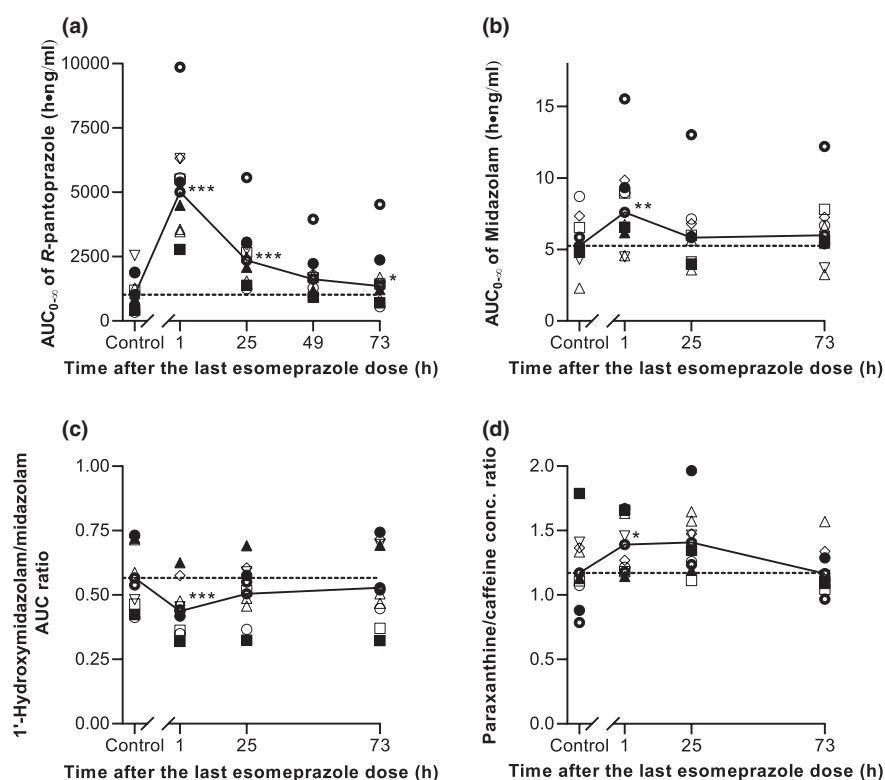 (a)
AUC0-∞ of R-pantoprazole (h•ng/ml)
10000
7500
5000
2500
0
***
***
*
Control 1 25 49 73
Time after the last esomeprazole dose (h)
(b)
AUC0-∞ of Midazolam (h•ng/ml)
15
10
5
0
**
Control 1 25 73
Time after the last esomeprazole dose (h)
(c)
1'-Hydroxymidazolam/midazolam
AUC ratio
1.00
0.75
0.50
0.25
0.00
***
Control 1 25 73
Time after the last esomeprazole dose (h)
(d)
Paraxanthine/caffeine conc. ratio
2.0
1.5
1.0
0.5
0.0
*
Control 1 25 73
Time after the last esomeprazole dose (h)